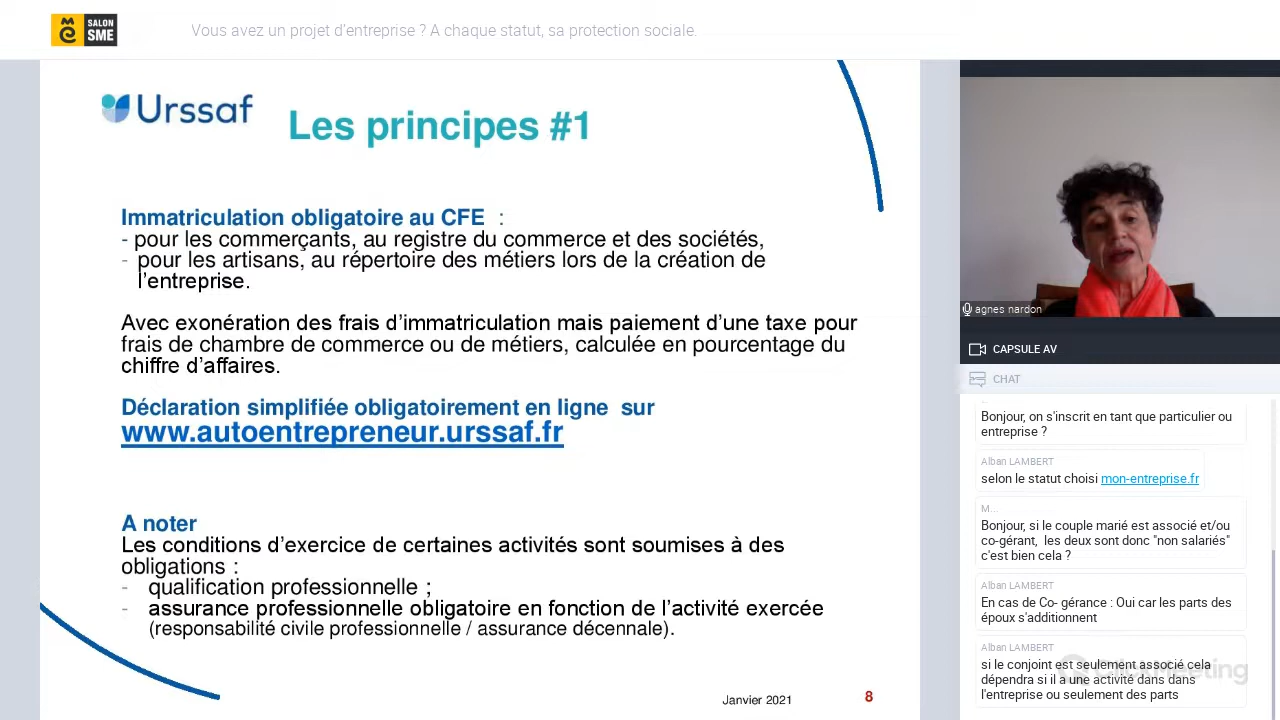 SALON
SME
Vous avez un projet d'entreprise ? A chaque statut, sa protection sociale.
Urssaf
Les principes #1
Immatriculation obligatoire au CFE :
- pour les commerçants, au registre du commerce et des sociétés,
- pour les artisans, au répertoire des métiers lors de la création de
l'entreprise.
Avec exonération des frais d'immatriculation mais paiement d'une taxe pour
frais de chambre de commerce ou de métiers, calculée en pourcentage du
chiffre d'affaires.
Déclaration simplifiée obligatoirement en ligne sur
www.autoentrepreneur.urssaf.fr
A noter
Les conditions d'exercice de certaines activités sont soumises à des
obligations :
- qualification professionnelle ;
- assurance professionnelle obligatoire en fonction de l'activité exercée
(responsabilité civile professionnelle / assurance décennale).
Janvier 2021
8
agnes nardon
CAPSULE AV
CHAT
Bonjour, on s'inscrit en tant que particulier ou
entreprise ?
Alban LAMBERT
selon le statut choisi mon-entreprise.fr
M...
Bonjour, si le couple marié est associé et/ou
co-gérant, les deux sont donc "non salariés"
c'est bien cela ?
Alban LAMBERT
En cas de Co- gérance : Oui car les parts des
époux s'additionnent
Alban LAMBERT
si le conjoint est seulement associé cela
dépendra si il a une activité dans dans
l'entreprise ou seulement des parts
ClickMeeting